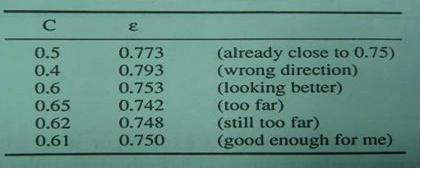 C ε
0.5 0.773 (already close to 0.75)
0.4 0.793 (wrong direction)
0.6 0.753 (looking better)
0.65 0.742 (too far)
0.62 0.748 (still too far)
0.61 0.750 (good enough for me)